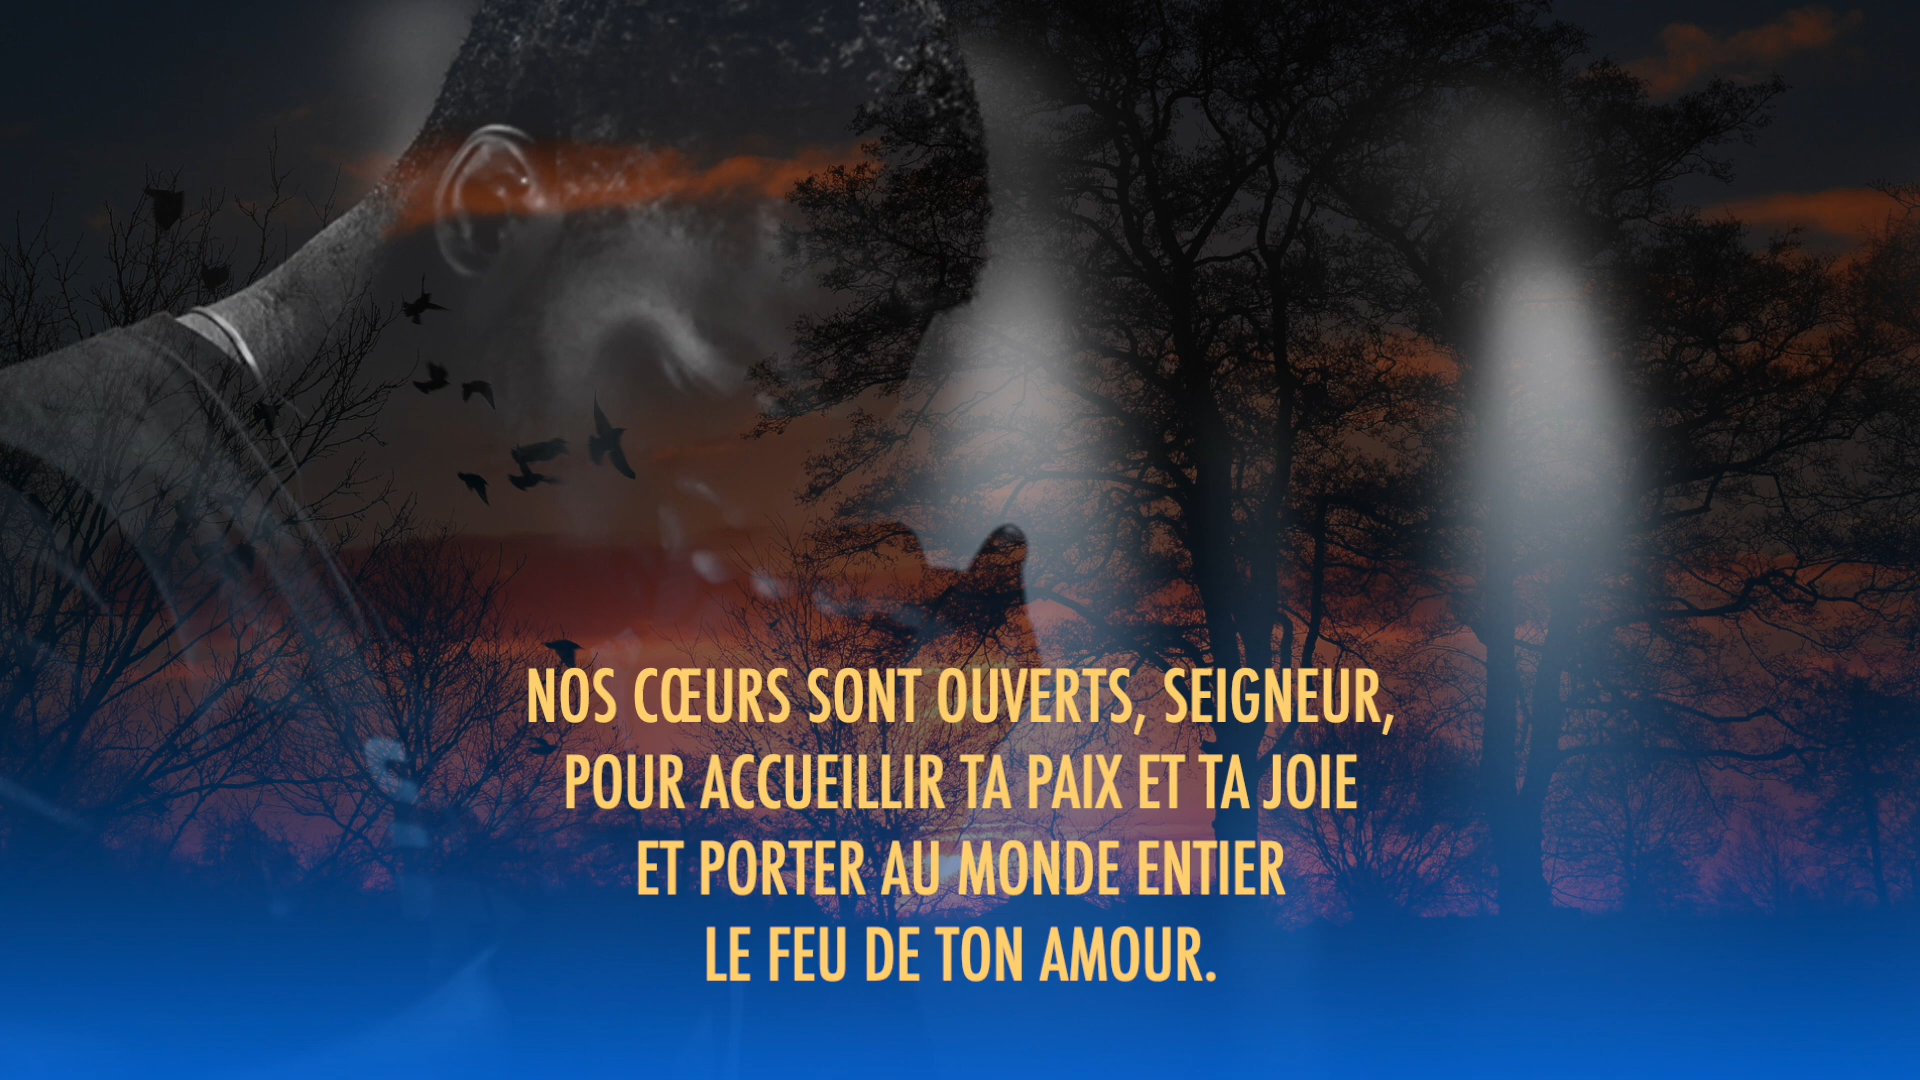 NOS CŒURS SONT OUVERTS, SEIGNEUR,
POUR ACCUEILLIR TA PAIX ET TA JOIE
ET PORTER AU MONDE ENTIER
LE FEU DE TON AMOUR.